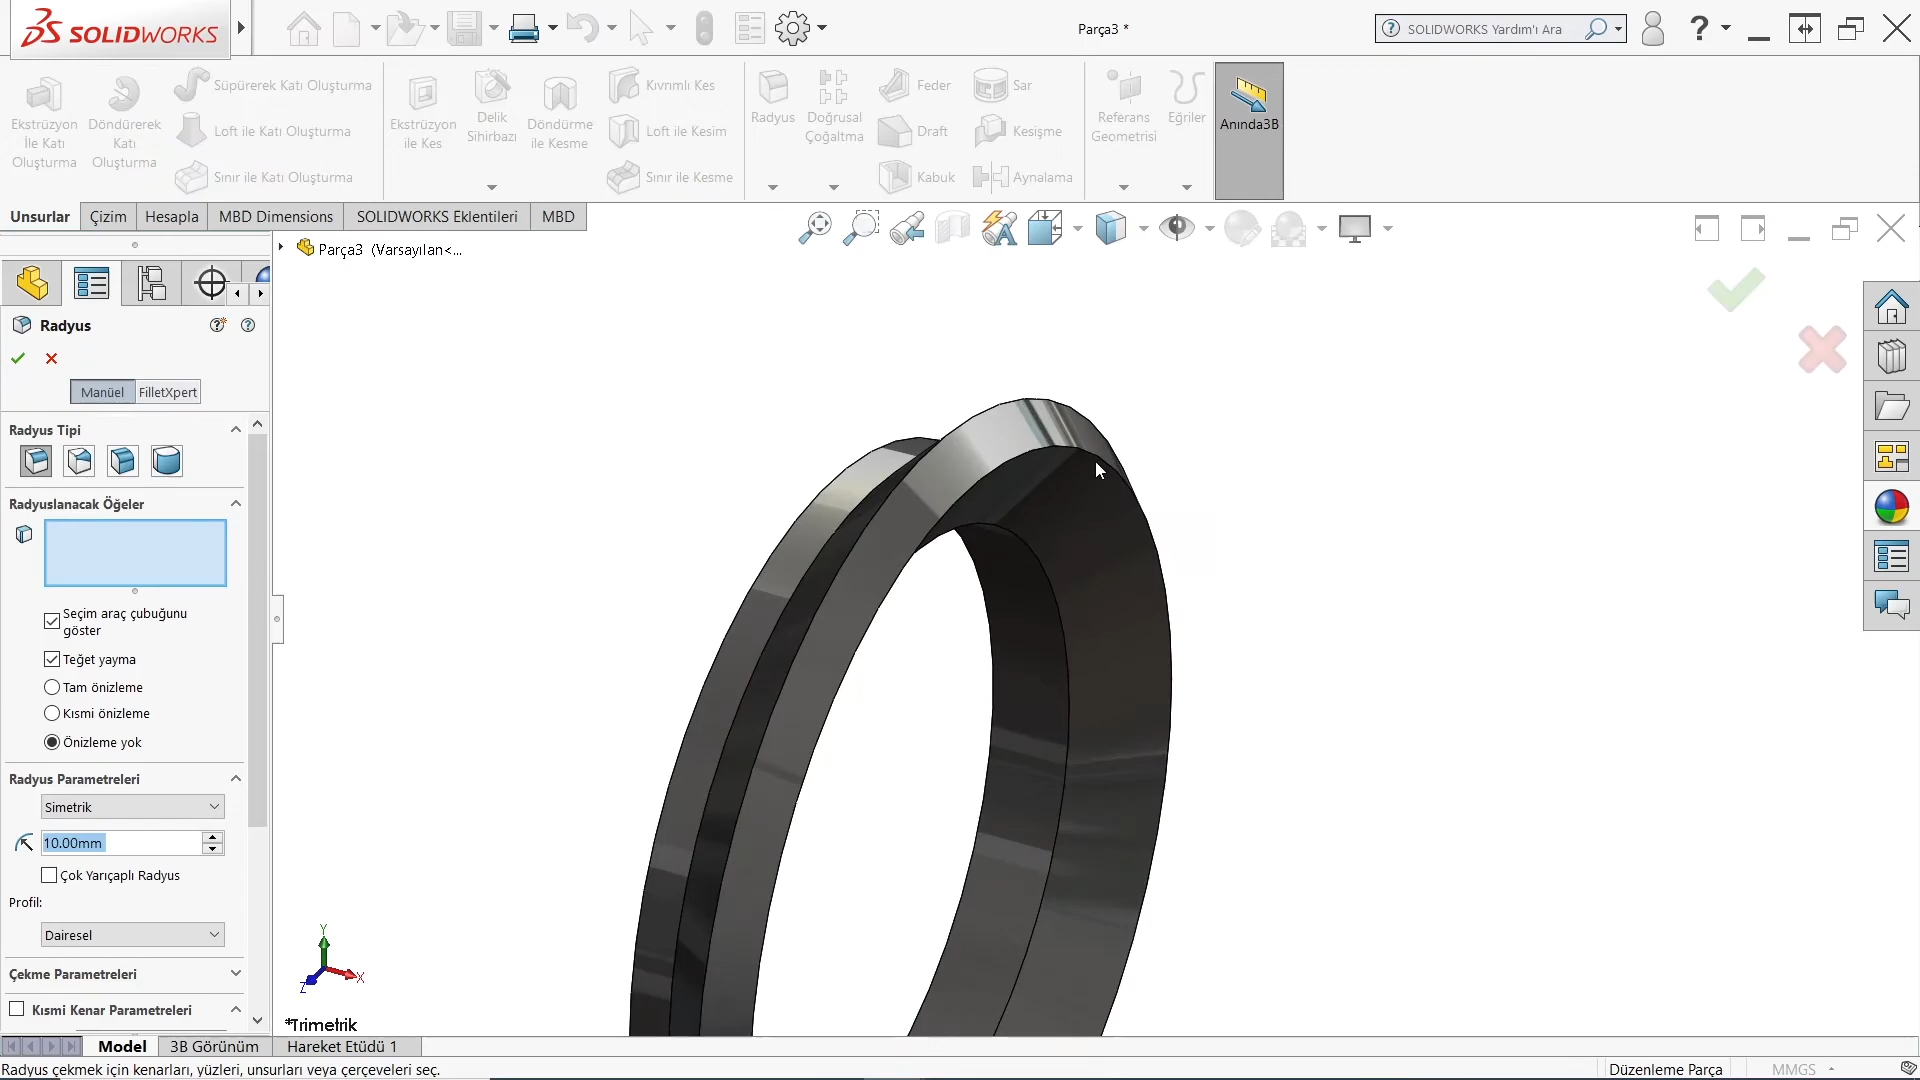 SOLIDWORKS
Parça3 *
SOLIDWORKS Yardım'ı Ara
?
Ekstrüzyon İle Katı Oluşturma
Döndürerek Katı Oluşturma
Süpürerek Katı Oluşturma
Loft ile Katı Oluşturma
Sınır ile Katı Oluşturma
Ekstrüzyon ile Kes
Delik Sihirbazı
Döndürme ile Kesme
Kıvrımlı Kes
Loft ile Kesim
Sınır ile Kesme
Radyus
Doğrusal Çoğaltma
Feder
Draft
Kabuk
Sar
Kesişme
Aynalama
Referans Geometrisi
Eğriler
Anında3B
Unsurlar
Çizim
Hesapla
MBD Dimensions
SOLIDWORKS Eklentileri
MBD
Parça3 (Varsayılan<...
Radyus
Manüel
FilletXpert
Radyus Tipi
Radyuslanacak Öğeler
Seçim araç çubuğunu
göster
Teğet yayma
Tam önizleme
Kısmi önizleme
Önizleme yok
Radyus Parametreleri
Simetrik
10.00mm
Çok Yarıçaplı Radyus
Profil:
Dairesel
Çekme Parametreleri
Kısmi Kenar Parametreleri
Y
X
Z
*Trimetrik
Model
3B Görünüm
Hareket Etüdü 1
Radyus çekmek için kenarları, yüzleri, unsurları veya çerçeveleri seç.
Düzenleme Parça
MMGS